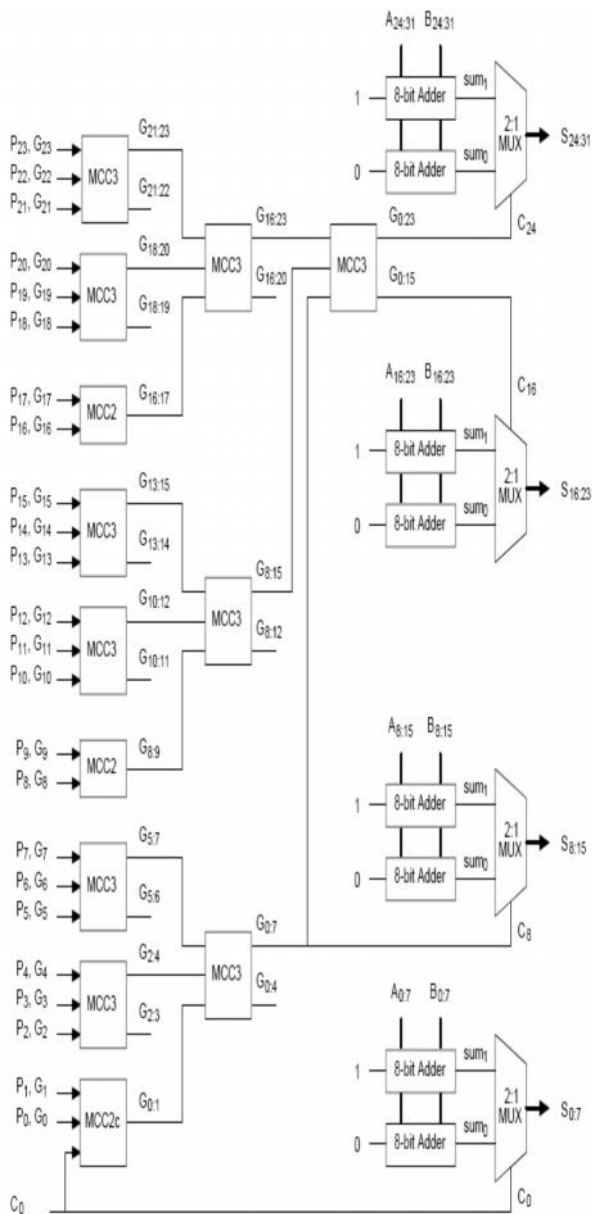 A24:31 B24:31
sum1
1 8-bit Adder
2:1
MUX
S24:31
0 8-bit Adder
sum0
C24
P23, G23
P22, G22
P21, G21
MCC3
G21:23
G21:22
P20, G20
P19, G19
P18, G18
MCC3
G18:20
G18:19
P17, G17
P16, G16
MCC2
G16:17
MCC3
G16:23
G16:20
MCC3
G0:23
G0:15
C16
A16:23 B16:23
sum1
1 8-bit Adder
2:1
MUX
S16:23
0 8-bit Adder
sum0
P15, G15
P14, G14
P13, G13
MCC3
G13:15
G13:14
P12, G12
P11, G11
P10, G10
MCC3
G10:12
G10:11
P9, G9
P8, G8
MCC2
G8:9
MCC3
G8:15
G8:12
A8:15 B8:15
sum1
1 8-bit Adder
2:1
MUX
S8:15
0 8-bit Adder
sum0
C8
P7, G7
P6, G6
P5, G5
MCC3
G5:7
G5:6
P4, G4
P3, G3
P2, G2
MCC3
G2:4
G2:3
P1, G1
P0, G0
MCC2c
G0:1
MCC3
G0:7
G0:4
A0:7 B0:7
sum1
1 8-bit Adder
2:1
MUX
S0:7
0 8-bit Adder
sum0
C0
C0